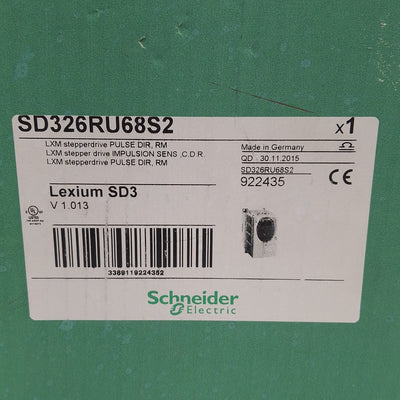 SD326RU68S2 x1
LXM stepperdrive PULSE DIR, RM
LXM stepper drive IMPULSION SENS ,C.D.R.
LXM stepperdrive PULSE DIR, RM
Made in Germany
QD - 30.11.2015
SD326RU68S2
922435
CE
Lexium SD3
V 1.013
3389119224352
Schneider
Electric